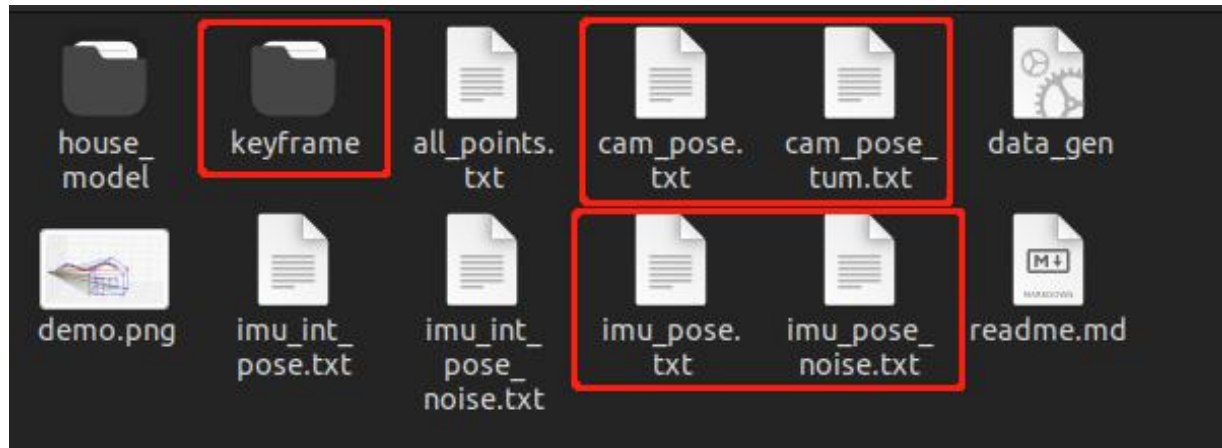 house_
model
keyframe
all_points.
txt
cam_pose.
txt
cam_pose_
tum.txt
data_gen
demo.png
imu_int_
pose.txt
imu_int_
pose_
noise.txt
imu_pose.
txt
imu_pose_
noise.txt
M↓
MARKDOWN
readme.md